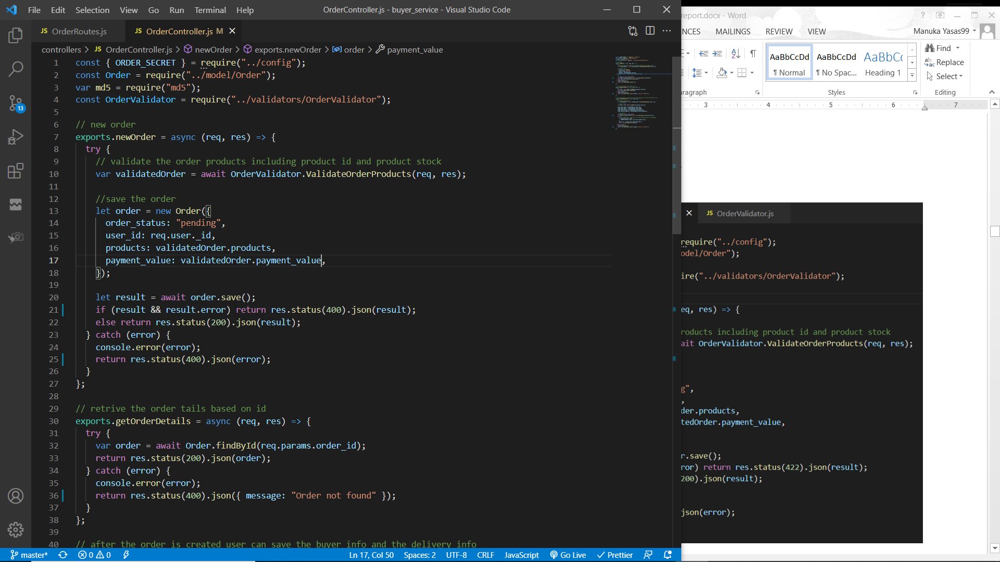 File Edit Selection View Go Run Terminal Help
OrderController.js - buyer_service - Visual Studio Code
JS OrderRoutes.js
JS OrderController.js M
controllers > JS OrderController.js > newOrder > exports.newOrder > order > payment_value
1 const { ORDER_SECRET } = require("../config");
2 const Order = require("../model/Order");
3 var md5 = require("md5");
4 const OrderValidator = require("../validators/OrderValidator");
5
6 // new order
7 exports.newOrder = async (req, res) => {
8 try {
9 // validate the order products including product id and product stock
10 var validatedOrder = await OrderValidator.ValidateOrderProducts(req, res);
11
12 //save the order
13 let order = new Order({
14 order_status: "pending",
15 user_id: req.user._id,
16 products: validatedOrder.products,
17 payment_value: validatedOrder.payment_value,
18 });
19
20 let result = await order.save();
21 if (result && result.error) return res.status(400).json(result);
22 else return res.status(200).json(result);
23 } catch (error) {
24 console.error(error);
25 return res.status(400).json(error);
26 }
27 };
28
29 // retrive the order tails based on id
30 exports.getOrderDetails = async (req, res) => {
31 try {
32 var order = await Order.findById(req.params.order_id);
33 return res.status(200).json(order);
34 } catch (error) {
35 console.error(error);
36 return res.status(400).json({ message: "Order not found" });
37 }
38 };
39
40 // after the order is created user can save the buyer info and the delivery info
13
master* 0 0
Ln 17, Col 50 Spaces: 2 UTF-8 CRLF JavaScript Go Live Prettier
report.docx - Word
NCES MAILINGS REVIEW VIEW
Manuka Yasas99
AaBbCcDd AaBbCcDd AaBbCc
¶ Normal ¶ No Spac... Heading 1
Find
Replace
Select
ragraph Styles Editing
3 4 5 6 7
JS OrderValidator.js
require("../config");
odel/Order");
ire("../validators/OrderValidator");
eq, res) => {
roducts including product id and product stock
ait OrderValidator.ValidateOrderProducts(req, res);
g",
,
der.products,
tedOrder.payment_value,
r.save();
ror) return res.status(422).json(result);
200).json(result);
json(error);